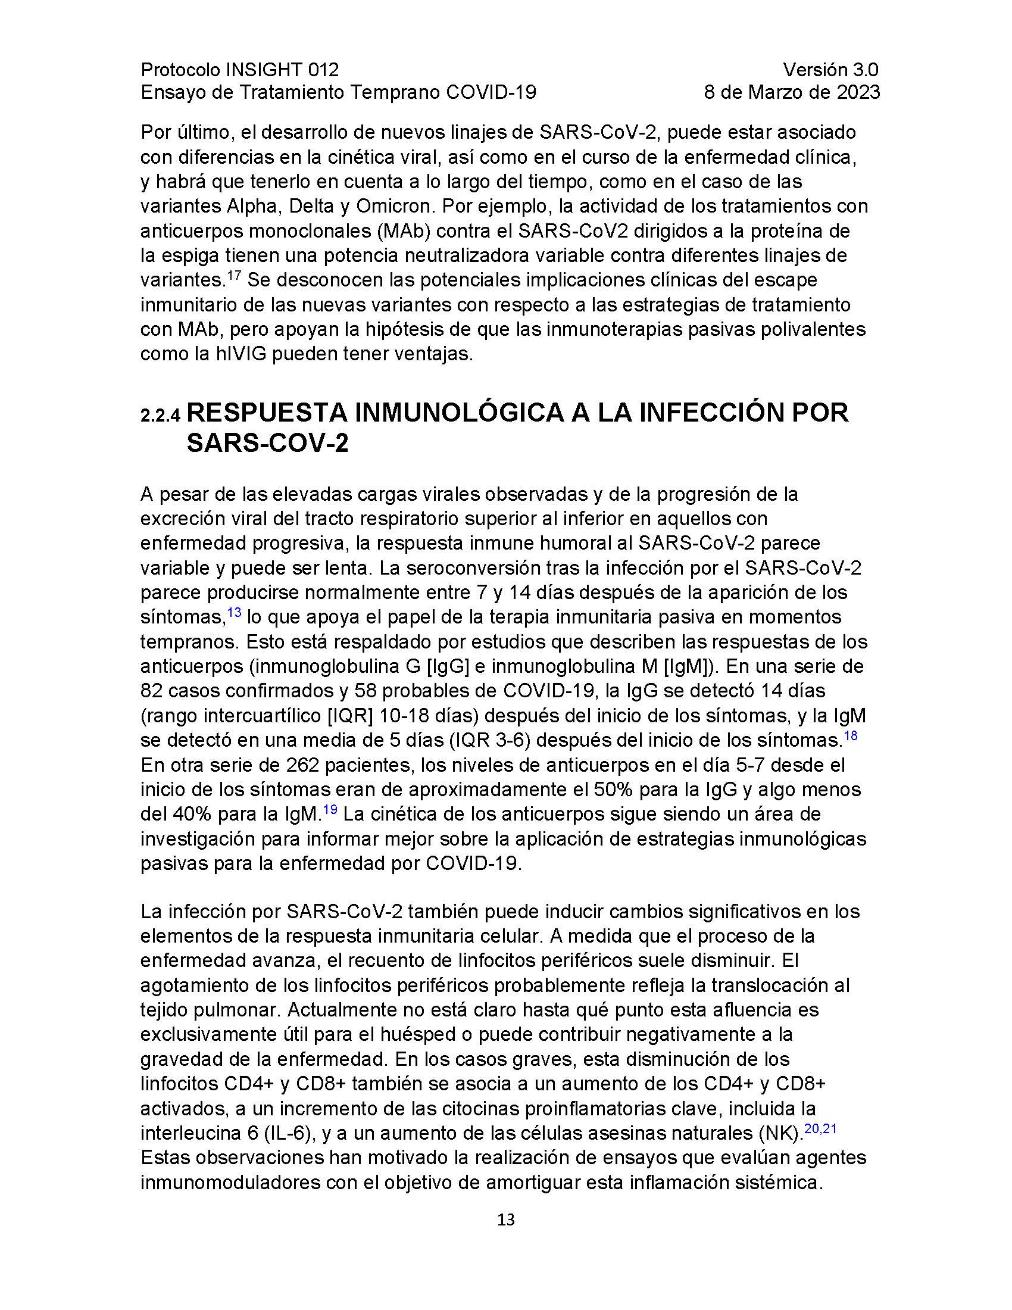 Protocolo INSIGHT 012 Versión 3.0
Ensayo de Tratamiento Temprano COVID-19 8 de Marzo de 2023
Por último, el desarrollo de nuevos linajes de SARS-CoV-2, puede estar asociado
con diferencias en la cinética viral, así como en el curso de la enfermedad clínica,
y habrá que tenerlo en cuenta a lo largo del tiempo, como en el caso de las
variantes Alpha, Delta y Omicron. Por ejemplo, la actividad de los tratamientos con
anticuerpos monoclonales (MAb) contra el SARS-CoV2 dirigidos a la proteína de
la espiga tienen una potencia neutralizadora variable contra diferentes linajes de
variantes.17 Se desconocen las potenciales implicaciones clínicas del escape
inmunitario de las nuevas variantes con respecto a las estrategias de tratamiento
con MAb, pero apoyan la hipótesis de que las inmunoterapias pasivas polivalentes
como la hIVIG pueden tener ventajas.
2.2.4 RESPUESTA INMUNOLÓGICA A LA INFECCIÓN POR
SARS-COV-2
A pesar de las elevadas cargas virales observadas y de la progresión de la
excreción viral del tracto respiratorio superior al inferior en aquellos con
enfermedad progresiva, la respuesta inmune humoral al SARS-CoV-2 parece
variable y puede ser lenta. La seroconversión tras la infección por el SARS-CoV-2
parece producirse normalmente entre 7 y 14 días después de la aparición de los
síntomas,13 lo que apoya el papel de la terapia inmunitaria pasiva en momentos
tempranos. Esto está respaldado por estudios que describen las respuestas de los
anticuerpos (inmunoglobulina G [IgG] e inmunoglobulina M [IgM]). En una serie de
82 casos confirmados y 58 probables de COVID-19, la IgG se detectó 14 días
(rango intercuartílico [IQR] 10-18 días) después del inicio de los síntomas, y la IgM
se detectó en una media de 5 días (IQR 3-6) después del inicio de los síntomas.18
En otra serie de 262 pacientes, los niveles de anticuerpos en el día 5-7 desde el
inicio de los síntomas eran de aproximadamente el 50% para la IgG y algo menos
del 40% para la IgM.19 La cinética de los anticuerpos sigue siendo un área de
investigación para informar mejor sobre la aplicación de estrategias inmunológicas
pasivas para la enfermedad por COVID-19.
La infección por SARS-CoV-2 también puede inducir cambios significativos en los
elementos de la respuesta inmunitaria celular. A medida que el proceso de la
enfermedad avanza, el recuento de linfocitos periféricos suele disminuir. El
agotamiento de los linfocitos periféricos probablemente refleja la translocación al
tejido pulmonar. Actualmente no está claro hasta qué punto esta afluencia es
exclusivamente útil para el huésped o puede contribuir negativamente a la
gravedad de la enfermedad. En los casos graves, esta disminución de los
linfocitos CD4+ y CD8+ también se asocia a un aumento de los CD4+ y CD8+
activados, a un incremento de las citocinas proinflamatorias clave, incluida la
interleucina 6 (IL-6), y a un aumento de las células asesinas naturales (NK).20,21
Estas observaciones han motivado la realización de ensayos que evalúan agentes
inmunomoduladores con el objetivo de amortiguar esta inflamación sistémica.
13